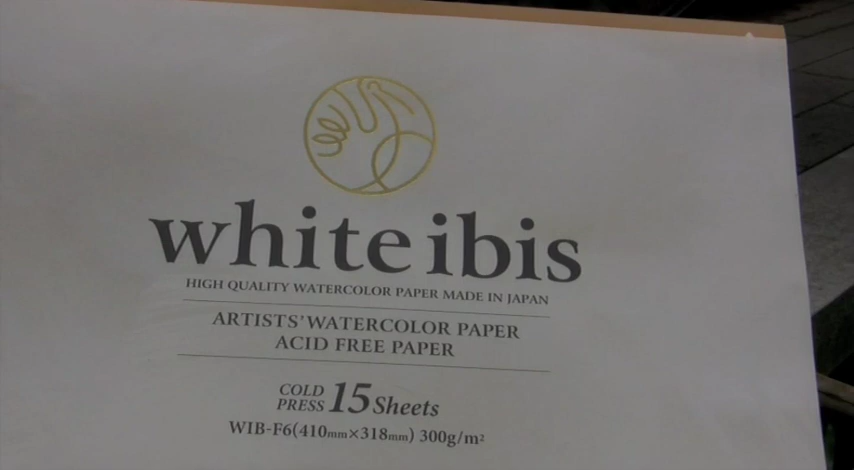 white ibis
HIGH QUALITY WATERCOLOR PAPER MADE IN JAPAN
ARTISTS' WATERCOLOR PAPER
ACID FREE PAPER
COLD PRESS 15 Sheets
WIB-F6(410mm×318mm) 300g/m²